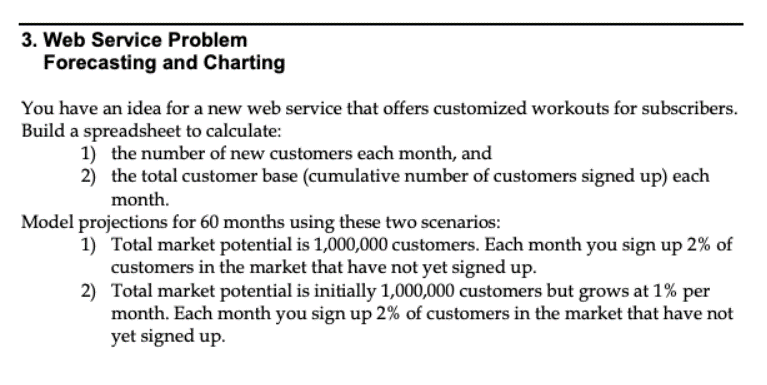 3. Web Service Problem
Forecasting and Charting
You have an idea for a new web service that offers customized workouts for subscribers.
Build a spreadsheet to calculate:
1) the number of new customers each month, and
2) the total customer base (cumulative number of customers signed up) each
month.
Model projections for 60 months using these two scenarios:
1) Total market potential is 1,000,000 customers. Each month you sign up 2% of
customers in the market that have not yet signed up.
2) Total market potential is initially 1,000,000 customers but grows at 1% per
month. Each month you sign up 2% of customers in the market that have not
yet signed up.